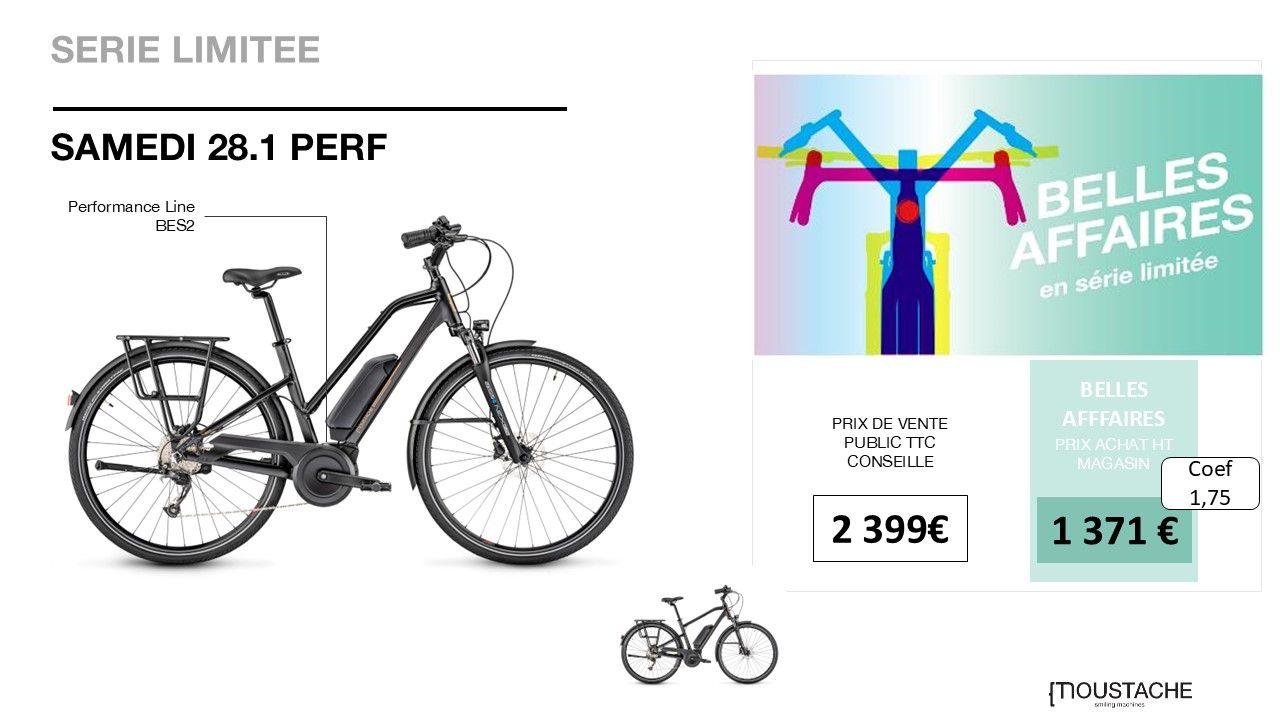 SERIE LIMITEE
SAMEDI 28.1 PERF
Performance Line
BES2
BELLES
AFFAIRES
en série limitée
PRIX DE VENTE
PUBLIC TTC
CONSEILLE
2 399€
BELLES
AFFFAIRES
PRIX ACHAT HT
MAGASIN
Coef
1,75
1 371 €
MOUSTACHE
smiling machines